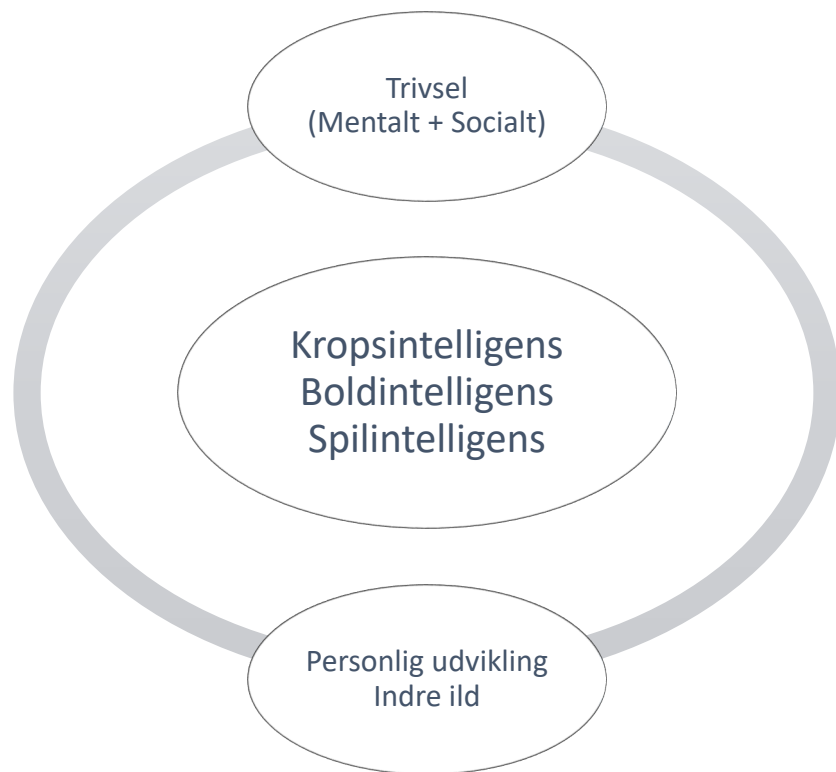 Trivsel
(Mentalt + Socialt)
Kropsintelligens
Boldintelligens
Spilintelligens
Personlig udvikling
Indre ild